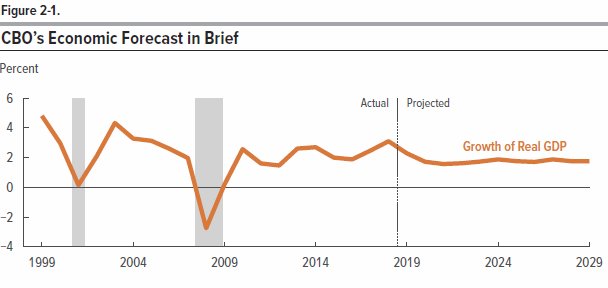 Figure 2-1.
CBO's Economic Forecast in Brief
Percent
6
Actual Projected
4
Growth of Real GDP
2
0
-2
-4
1999 2004 2009 2014 2019 2024 2029